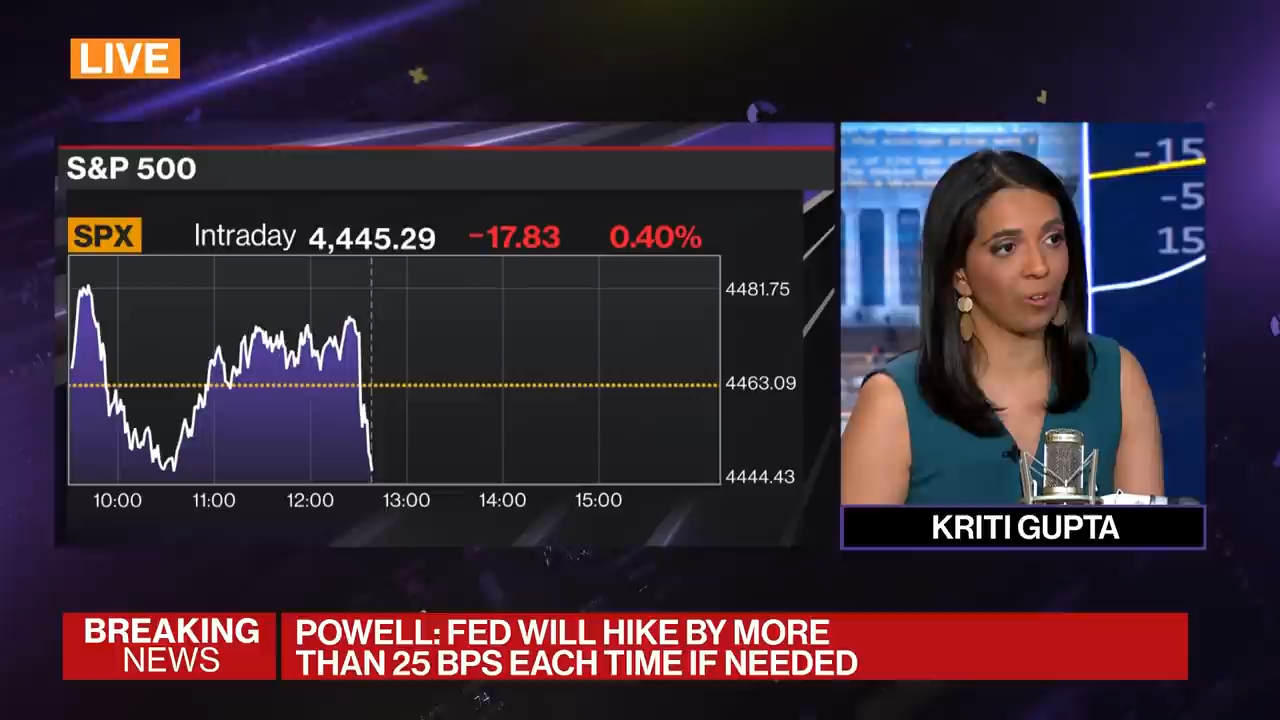 LIVE
S&P 500
SPX Intraday 4,445.29 -17.83 0.40%
4481.75
4463.09
4444.43
10:00 11:00 12:00 13:00 14:00 15:00
-15
-5
15
KRITI GUPTA
BREAKING
NEWS
POWELL: FED WILL HIKE BY MORE
THAN 25 BPS EACH TIME IF NEEDED